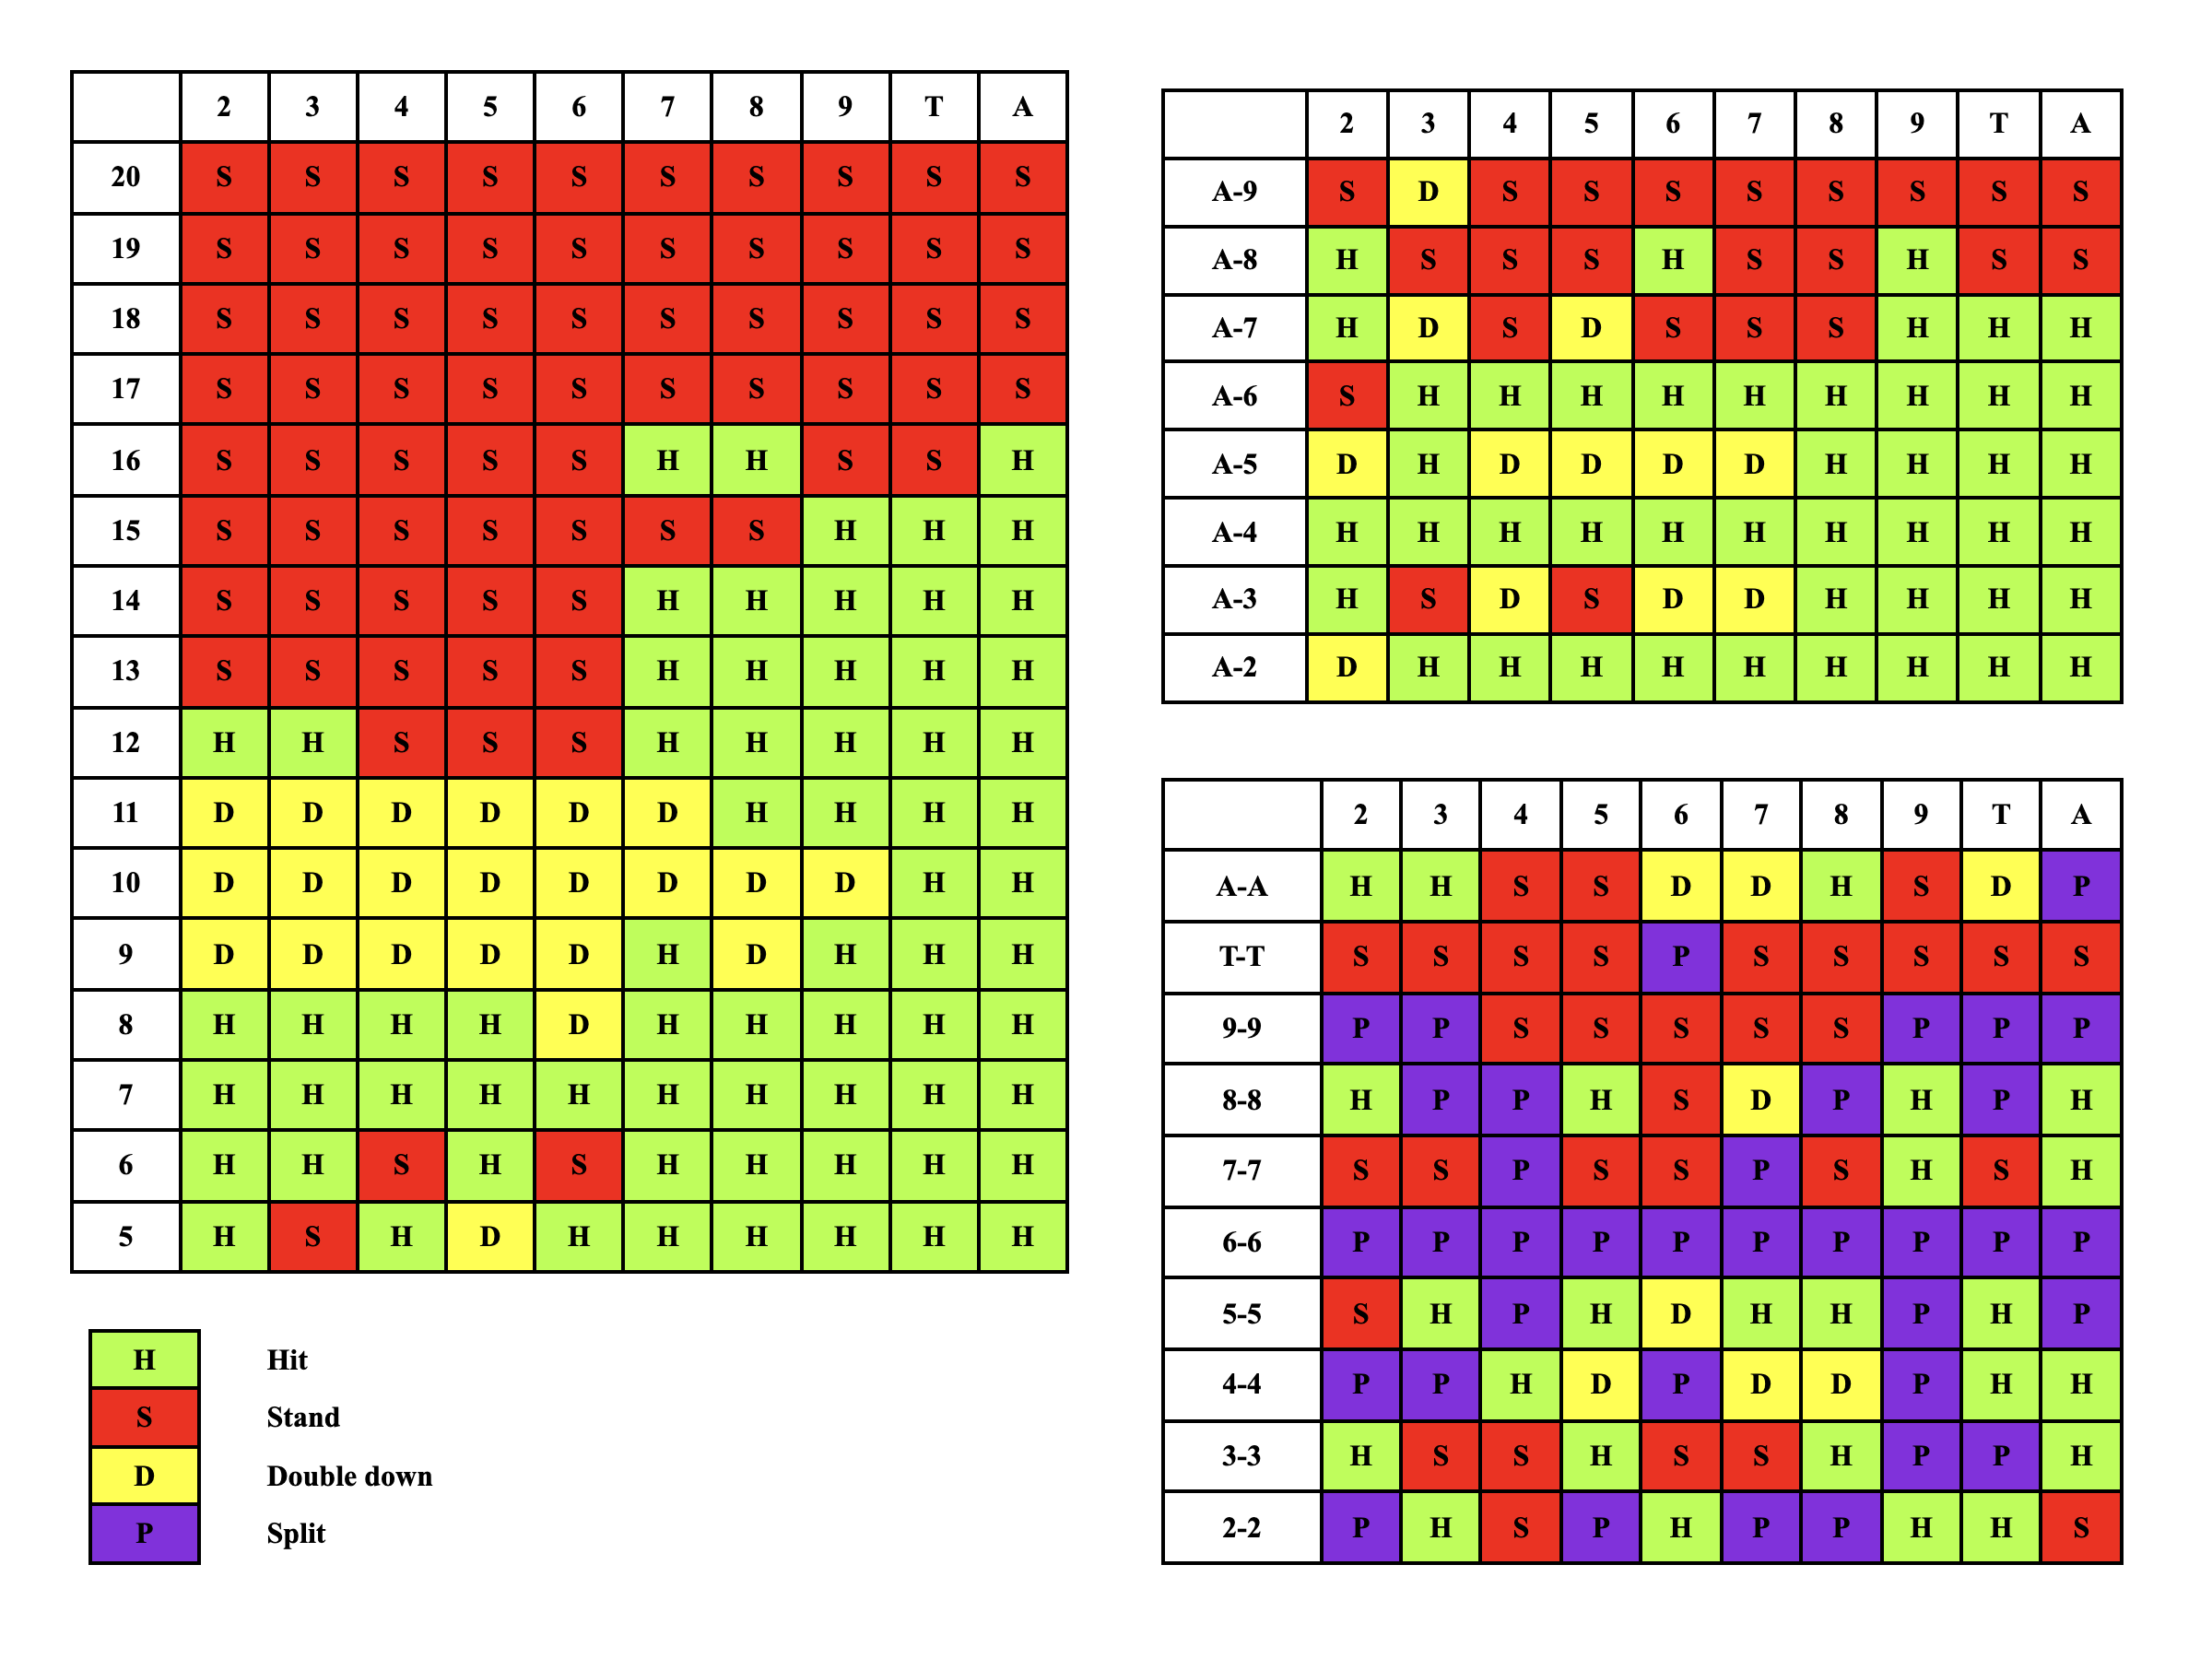 2 3 4 5 6 7 8 9 T A
20 S S S S S S S S S S
19 S S S S S S S S S S
18 S S S S S S S S S S
17 S S S S S S S S S S
16 S S S S S H H S S H
15 S S S S S S S H H H
14 S S S S S H H H H H
13 S S S S S H H H H H
12 H H S S S H H H H H
11 D D D D D D H H H H
10 D D D D D D D D H H
9 D D D D D H D H H H
8 H H H H D H H H H H
7 H H H H H H H H H H
6 H H S H S H H H H H
5 H S H D H H H H H H
H Hit
S Stand
D Double down
P Split
2 3 4 5 6 7 8 9 T A
A-9 S D S S S S S S S S
A-8 H S S S H S S H S S
A-7 H D S D S S S H H H
A-6 S H H H H H H H H H
A-5 D H D D D D H H H H
A-4 H H H H H H H H H H
A-3 H S D S D D H H H H
A-2 D H H H H H H H H H
2 3 4 5 6 7 8 9 T A
A-A H H S S D D H S D P
T-T S S S S P S S S S S
9-9 P P S S S S S P P P
8-8 H P P H S D P H P H
7-7 S S P S S P S H S H
6-6 P P P P P P P P P P
5-5 S H P H D H H P H P
4-4 P P H D P D D P H H
3-3 H S S H S S H P P H
2-2 P H S P H P P H H S